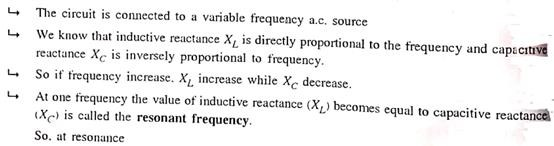 ↳ The circuit is connected to a variable frequency a.c. source
↳ We know that inductive reactance X_L is directly proportional to the frequency and capacitive
reactance X_C is inversely proportional to frequency.
↳ So if frequency increase. X_L increase while X_C decrease.
↳ At one frequency the value of inductive reactance (X_L) becomes equal to capacitive reactance
(X_C) is called the resonant frequency.
So. at resonance